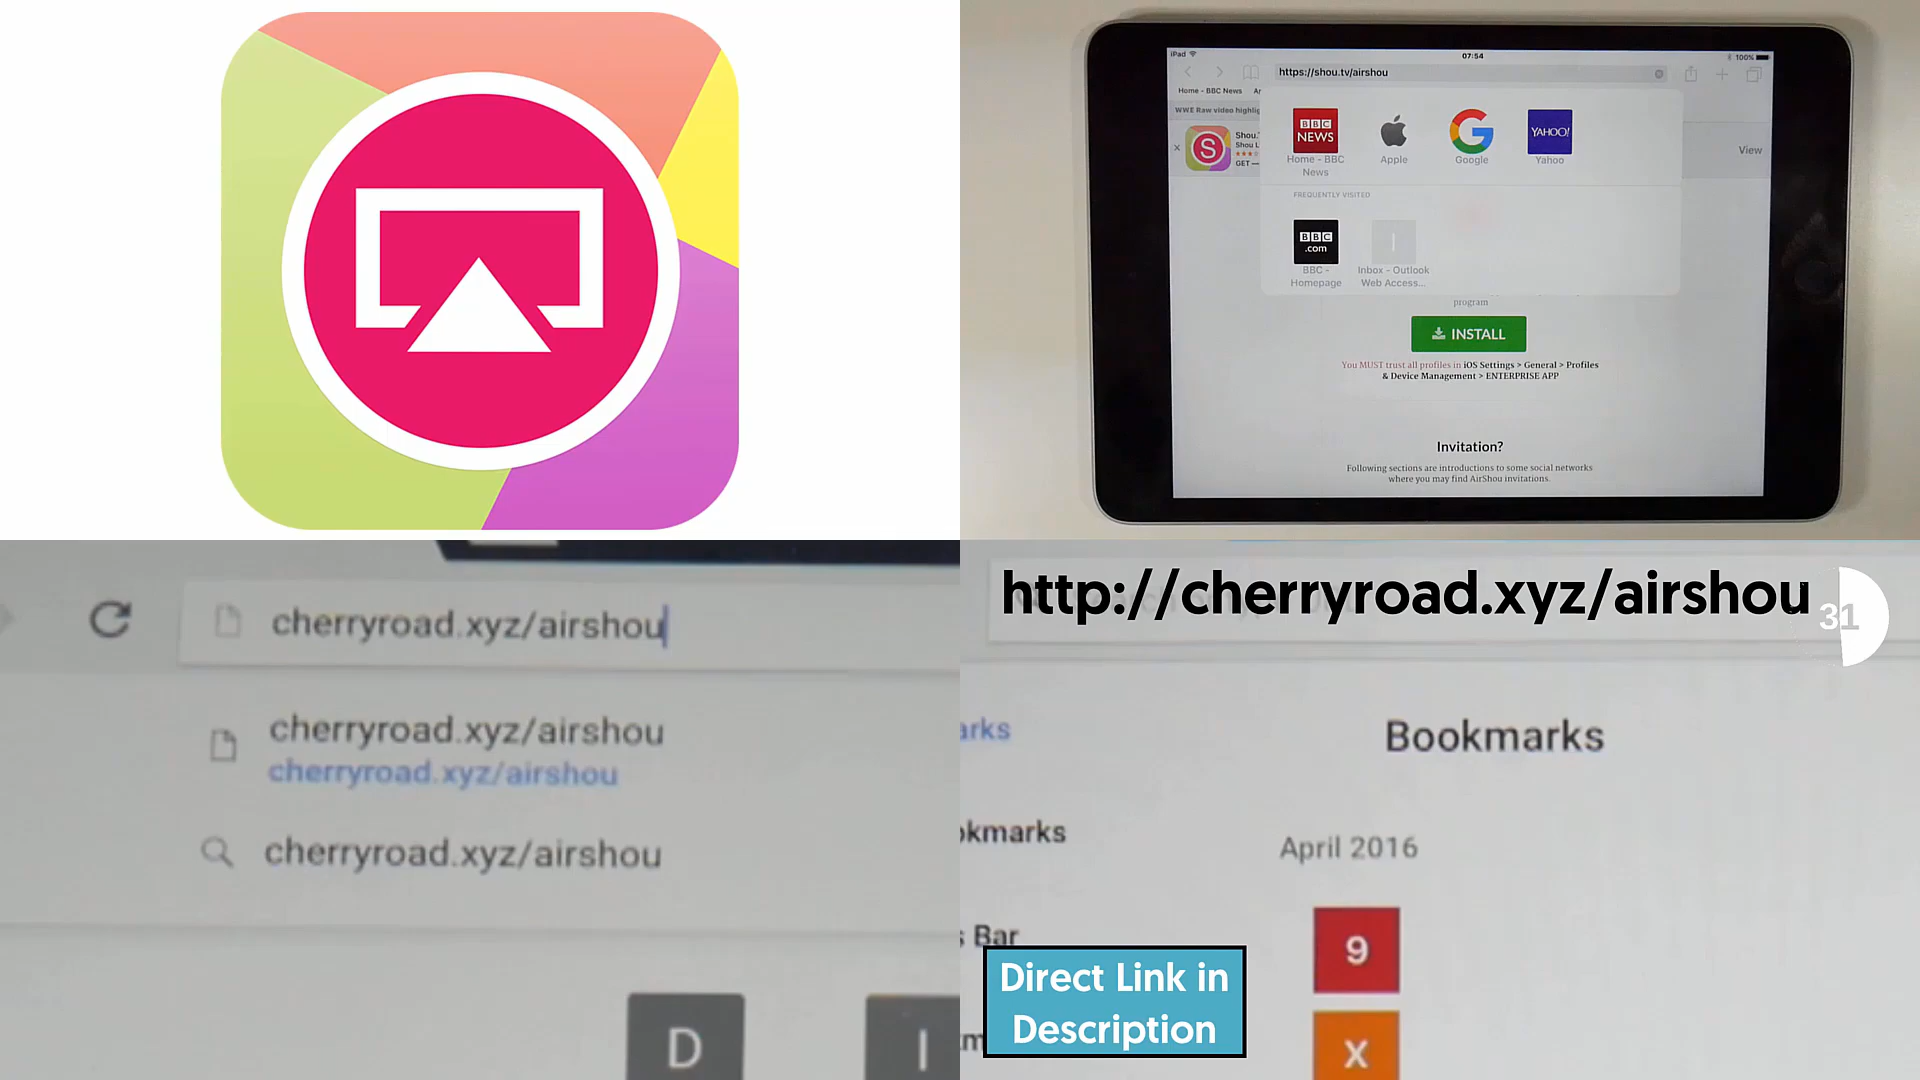 iPad
07:54
100%
https://shou.tv/airshou
Home - BBC News
WWE Raw video highlig
Shou.
Shou L
GET
View
BBC
NEWS
Home - BBC
News
Apple
Google
YAHOO!
Yahoo
FREQUENTLY VISITED
BBC
.com
BBC -
Homepage
I
Inbox - Outlook
Web Access...
program
INSTALL
You MUST trust all profiles in iOS Settings > General > Profiles
& Device Management > ENTERPRISE APP
Invitation?
Following sections are introductions to some social networks
where you may find AirShou invitations.
cherryroad.xyz/airshou
cherryroad.xyz/airshou
cherryroad.xyz/airshou
cherryroad.xyz/airshou
D
I
http://cherryroad.xyz/airshou
31
arks
Bookmarks
okmarks
April 2016
s Bar
9
Direct Link in
Description
X